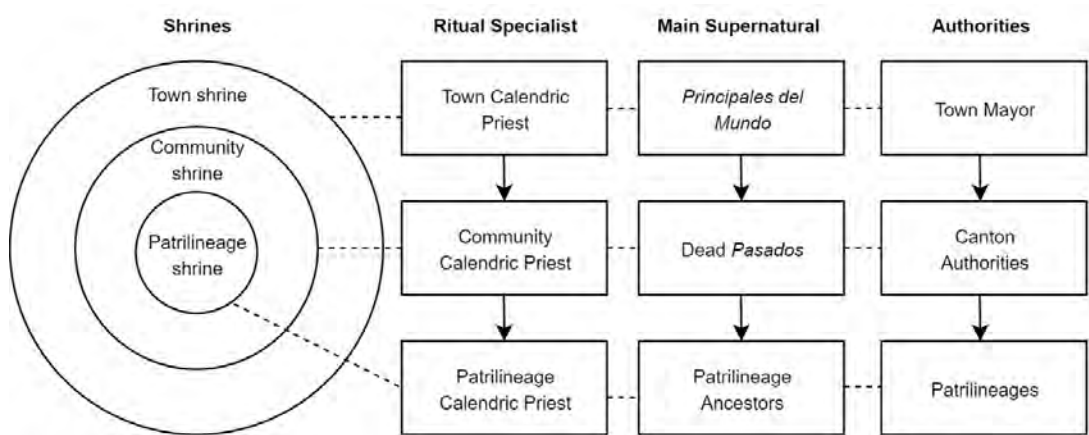 Shrines
Ritual Specialist
Main Supernatural
Authorities
Town shrine
Community
shrine
Patrilineage
shrine
Town Calendric
Priest
Principales del
Mundo
Town Mayor
Community
Calendric Priest
Dead Pasados
Canton
Authorities
Patrilineage
Calendric Priest
Patrilineage
Ancestors
Patrilineages